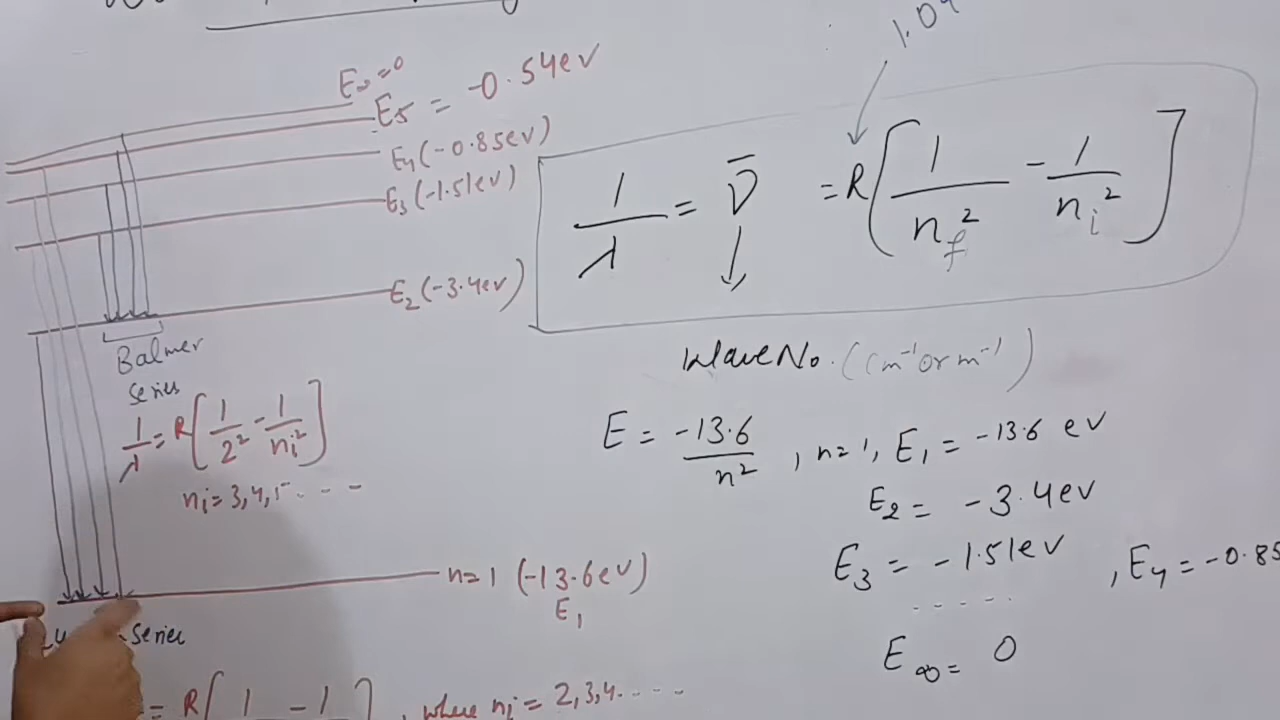 E∞ = 0
E5 = -0.54ev
E4 (-0.85ev)
E3 (-1.51ev)
E2 (-3.4ev)
Balmer
series
1/λ = R[1/2² - 1/ni²]
ni = 3,4,5 - - -
n=1 (-13.6ev)
E1
series
= R[1 - 1], where ni = 2,3,4.....
1/λ = ν̄ = R[1/nf² - 1/ni²]
Wave No. (cm⁻¹ or m⁻¹)
E = -13.6/n², n=1, E1 = -13.6 ev
E2 = -3.4ev
E3 = -1.51ev, E4 = -0.85
.....
E∞ = 0